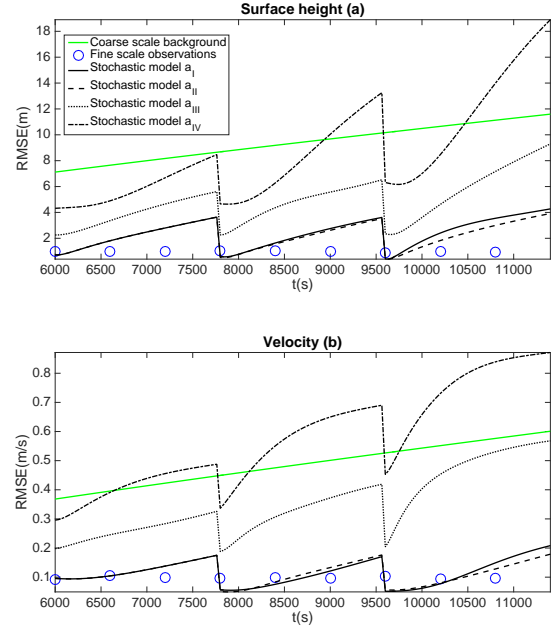 Surface height (a)
RMSE(m)
18
16
14
12
10
8
6
4
2
Coarse scale background
Fine scale observations
Stochastic model a_I
Stochastic model a_II
Stochastic model a_III
Stochastic model a_IV
6000 6500 7000 7500 8000 8500 9000 9500 10000 10500 11000
t(s)
Velocity (b)
RMSE(m/s)
0.8
0.7
0.6
0.5
0.4
0.3
0.2
0.1
6000 6500 7000 7500 8000 8500 9000 9500 10000 10500 11000
t(s)